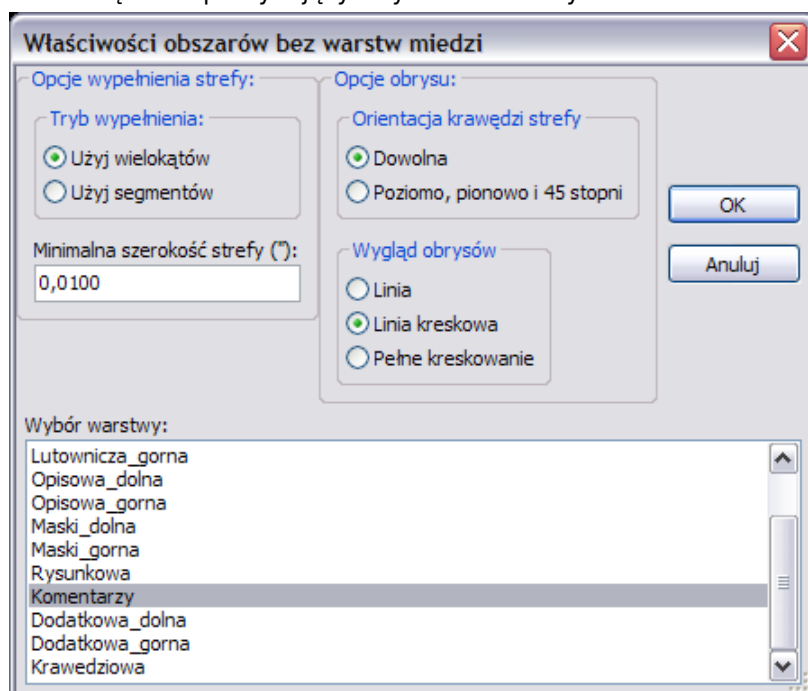 Właściwości obszarów bez warstw miedzi
Opcje wypełnienia strefy:
Tryb wypełnienia:
Użyj wielokątów
Użyj segmentów
Minimalna szerokość strefy ("):
0,0100
Opcje obrysu:
Orientacja krawędzi strefy
Dowolna
Poziomo, pionowo i 45 stopni
Wygląd obrysów
Linia
Linia kreskowa
Pełne kreskowanie
OK
Anuluj
Wybór warstwy:
Lutownicza_gorna
Opisowa_dolna
Opisowa_gorna
Maski_dolna
Maski_gorna
Rysunkowa
Komentarzy
Dodatkowa_dolna
Dodatkowa_gorna
Krawedziowa